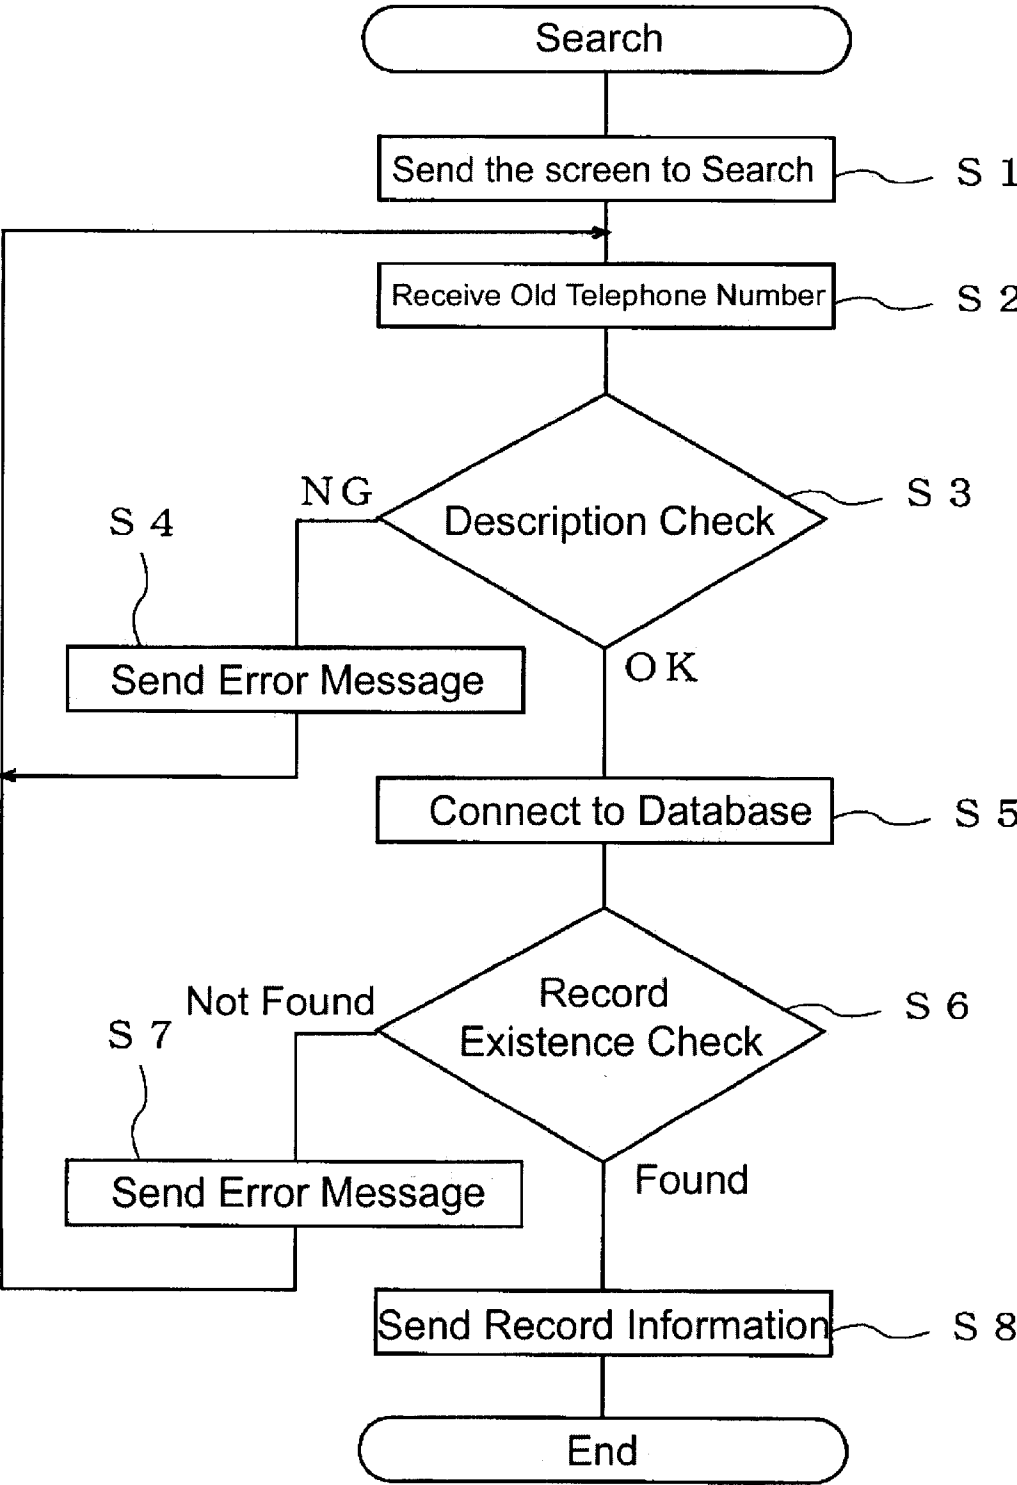 Search
Send the screen to Search
S 1
Receive Old Telephone Number
S 2
Description Check
S 3
NG
S 4
Send Error Message
OK
Connect to Database
S 5
Record
Existence Check
S 6
Not Found
S 7
Send Error Message
Found
Send Record Information
S 8
End